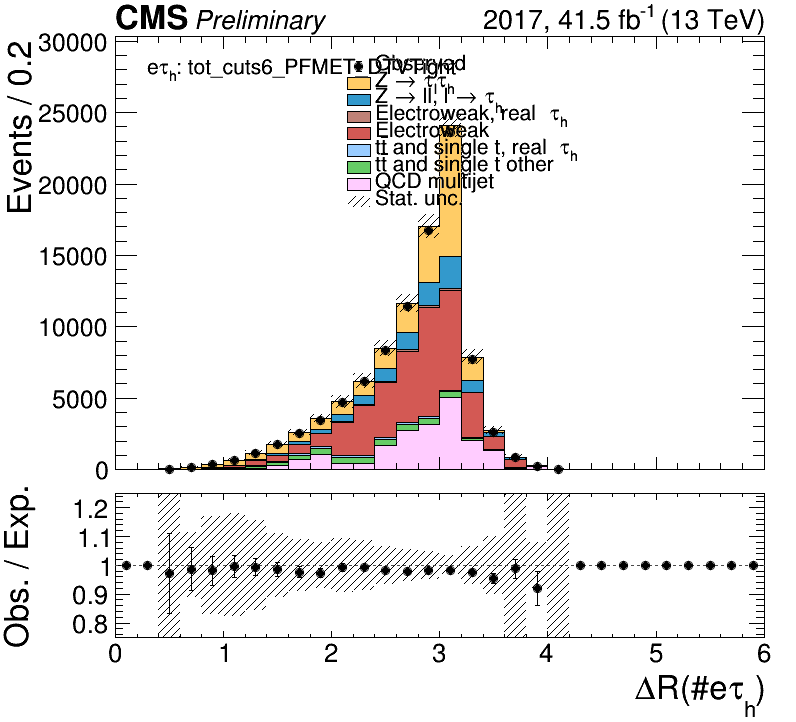 CMS Preliminary 2017, 41.5 fb⁻¹ (13 TeV)
Events / 0.2
30000
25000
20000
15000
10000
5000
0
eτh: tot_cuts6_PFMET
Observed
Z → τlτh
Z → ll, l → τh
Electroweak, real τh
Electroweak
tt̄ and single t, real τh
tt̄ and single t other
QCD multijet
Stat. unc.
Obs. / Exp.
1.2
1.1
1
0.9
0.8
0 1 2 3 4 5 6
ΔR(#eτh)